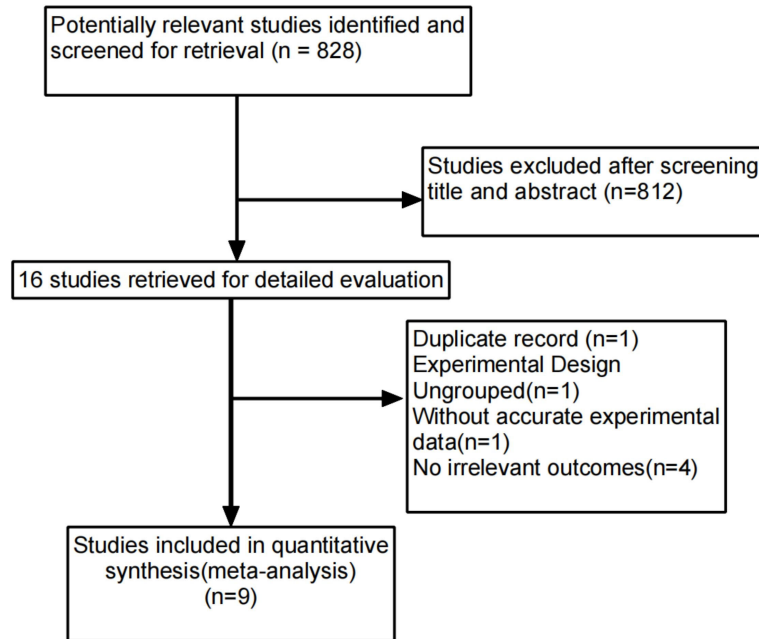 Potentially relevant studies identified and
screened for retrieval (n = 828)
Studies excluded after screening
title and abstract (n=812)
16 studies retrieved for detailed evaluation
Duplicate record (n=1)
Experimental Design
Ungrouped(n=1)
Without accurate experimental
data(n=1)
No irrelevant outcomes(n=4)
Studies included in quantitative
synthesis(meta-analysis)
(n=9)